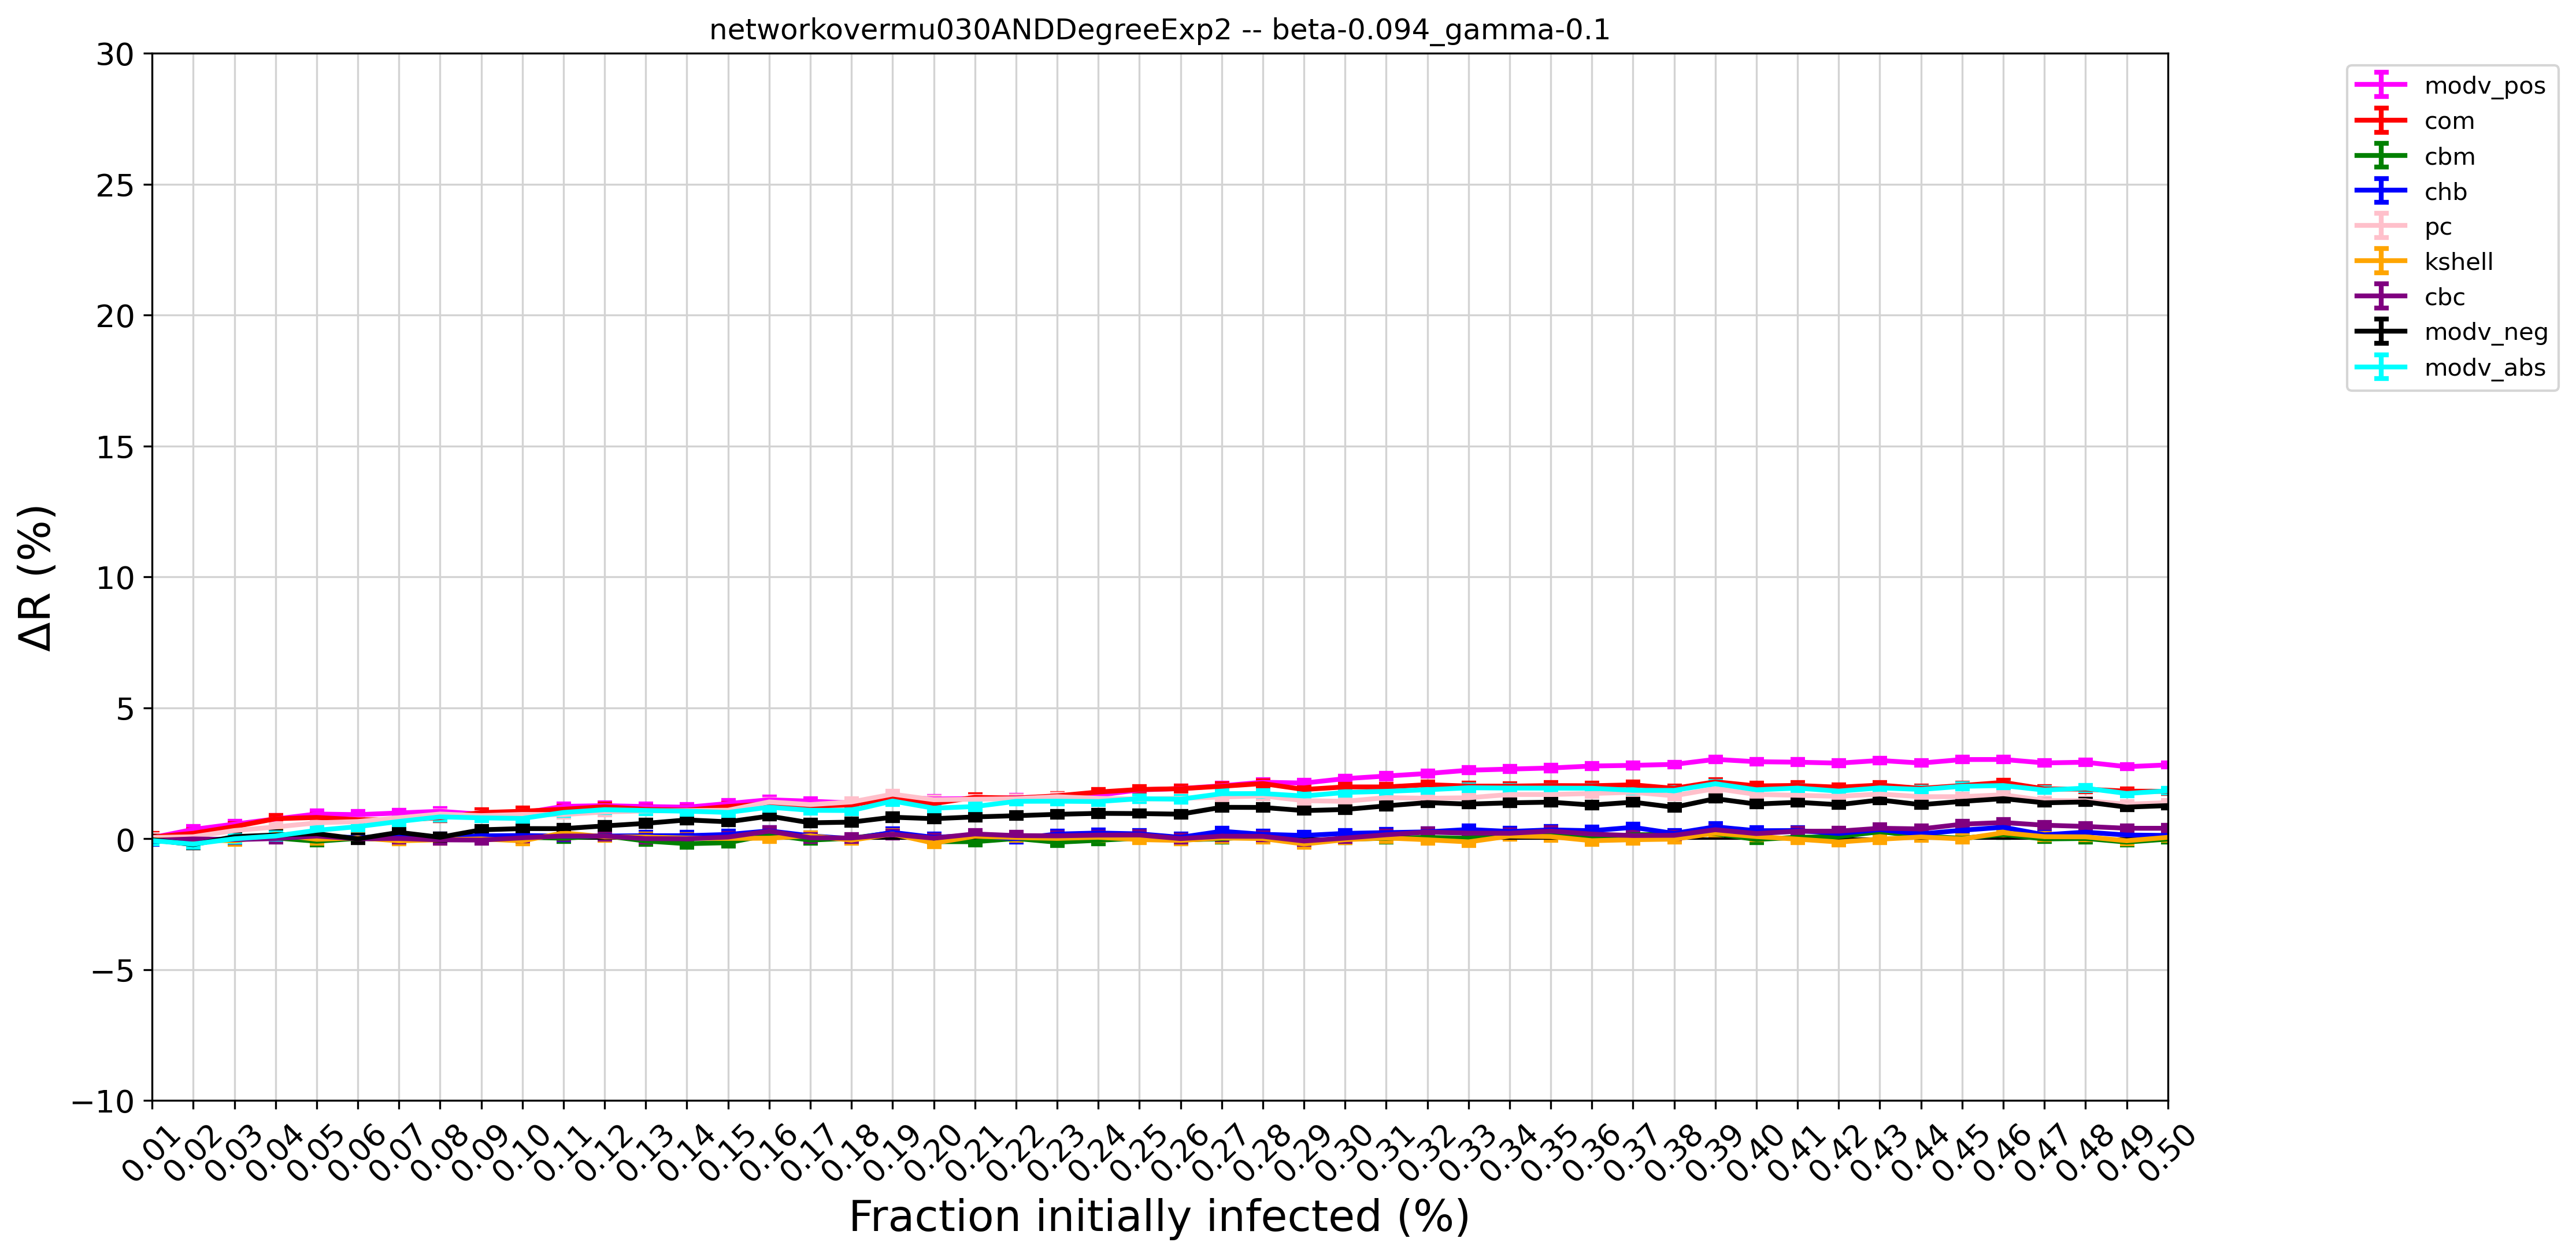 networkovermu030ANDDegreeExp2 -- beta-0.094_gamma-0.1
30
25
20
15
10
5
0
−5
−10
ΔR (%)
0.01 0.02 0.03 0.04 0.05 0.06 0.07 0.08 0.09 0.10 0.11 0.12 0.13 0.14 0.15 0.16 0.17 0.18 0.19 0.20 0.21 0.22 0.23 0.24 0.25 0.26 0.27 0.28 0.29 0.30 0.31 0.32 0.33 0.34 0.35 0.36 0.37 0.38 0.39 0.40 0.41 0.42 0.43 0.44 0.45 0.46 0.47 0.48 0.49 0.50
Fraction initially infected (%)
modv_pos
com
cbm
chb
pc
kshell
cbc
modv_neg
modv_abs